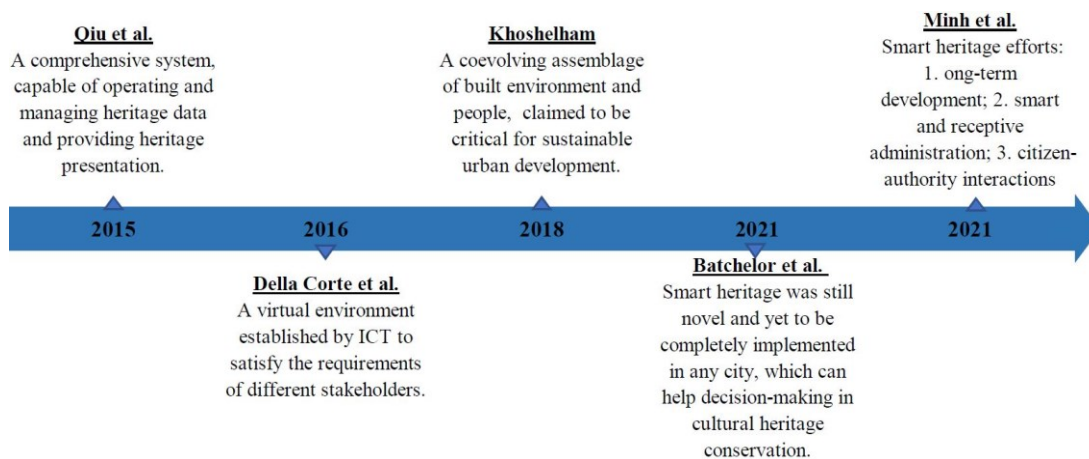 Qiu et al.
A comprehensive system,
capable of operating and
managing heritage data
and providing heritage
presentation.
Khoshelham
A coevolving assemblage
of built environment and
people, claimed to be
critical for sustainable
urban development.
Minh et al.
Smart heritage efforts:
1. ong-term
development; 2. smart
and receptive
administration; 3. citizen-
authority interactions
2015
2016
2018
2021
2021
Della Corte et al.
A virtual environment
established by ICT to
satisfy the requirements
of different stakeholders.
Batchelor et al.
Smart heritage was still
novel and yet to be
completely implemented
in any city, which can
help decision-making in
cultural heritage
conservation.